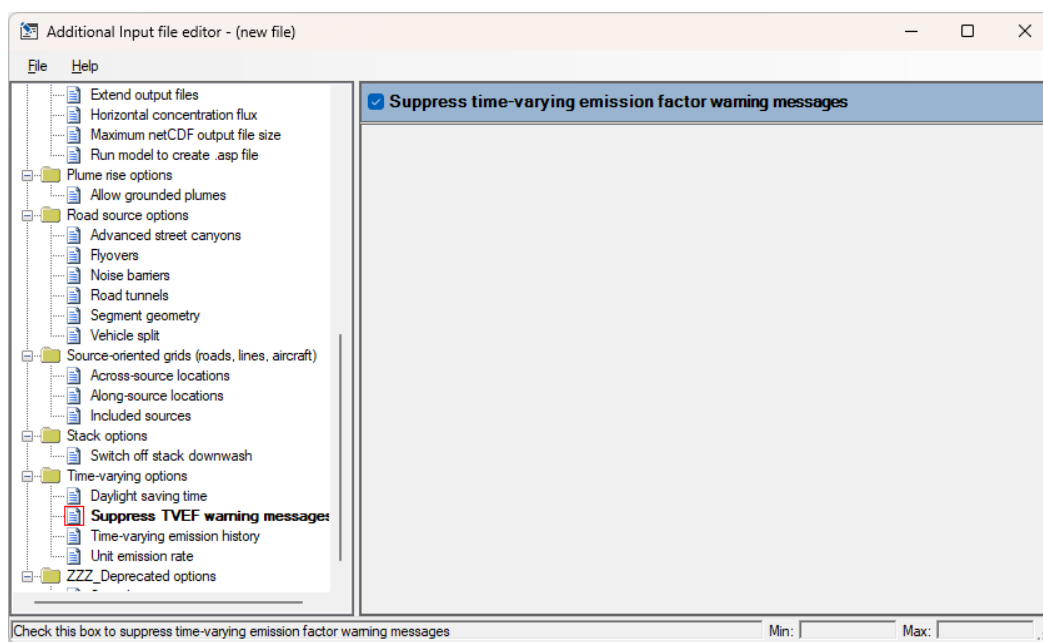 Additional Input file editor - (new file)
File Help
Extend output files
Horizontal concentration flux
Maximum netCDF output file size
Run model to create .asp file
Plume rise options
Allow grounded plumes
Road source options
Advanced street canyons
Flyovers
Noise barriers
Road tunnels
Segment geometry
Vehicle split
Source-oriented grids (roads, lines, aircraft)
Across-source locations
Along-source locations
Included sources
Stack options
Switch off stack downwash
Time-varying options
Daylight saving time
Suppress TVEF warning messages
Time-varying emission history
Unit emission rate
ZZZ_Deprecated options
Suppress time-varying emission factor warning messages
Check this box to suppress time-varying emission factor warning messages
Min: Max: